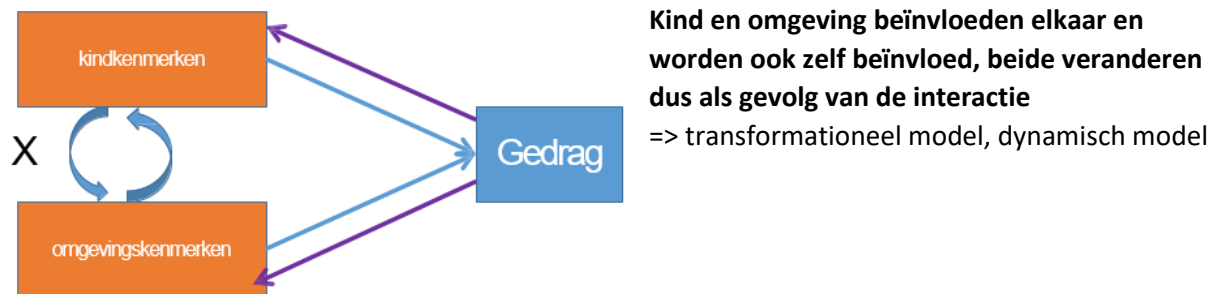 kindkenmerken
X
omgevingskenmerken
Gedrag
Kind en omgeving beïnvloeden elkaar en
worden ook zelf beïnvloed, beide veranderen
dus als gevolg van de interactie
=> transformationeel model, dynamisch model